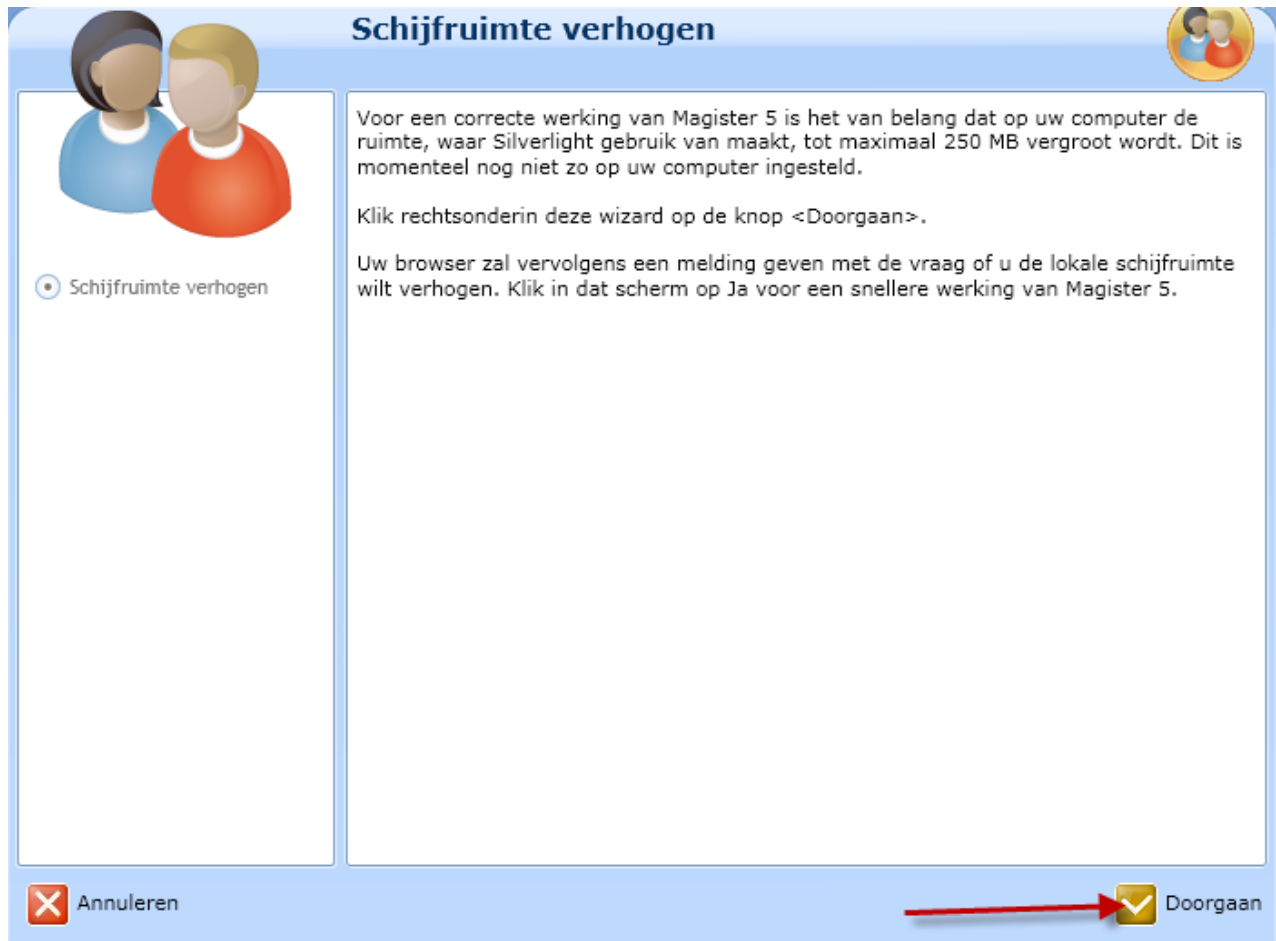 Schijfruimte verhogen
Voor een correcte werking van Magister 5 is het van belang dat op uw computer de
ruimte, waar Silverlight gebruik van maakt, tot maximaal 250 MB vergroot wordt. Dit is
momenteel nog niet zo op uw computer ingesteld.
Klik rechtsonderin deze wizard op de knop <Doorgaan>.
Uw browser zal vervolgens een melding geven met de vraag of u de lokale schijfruimte
wilt verhogen. Klik in dat scherm op Ja voor een snellere werking van Magister 5.
Schijfruimte verhogen
Annuleren
Doorgaan